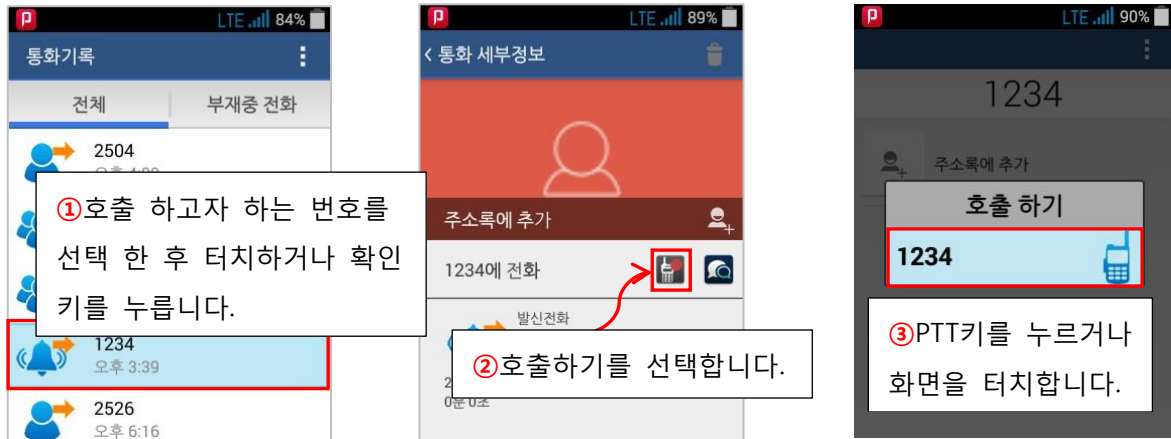 LTE 84%
통화기록
전체 부재중 전화
2504
①호출 하고자 하는 번호를
선택 한 후 터치하거나 확인
키를 누릅니다.
1234
오후 3:39
2526
오후 6:16
LTE 89%
< 통화 세부정보
주소록에 추가
1234에 전화
발신전화
②호출하기를 선택합니다.
0분 0초
LTE 90%
1234
주소록에 추가
호출 하기
1234
③PTT키를 누르거나
화면을 터치합니다.